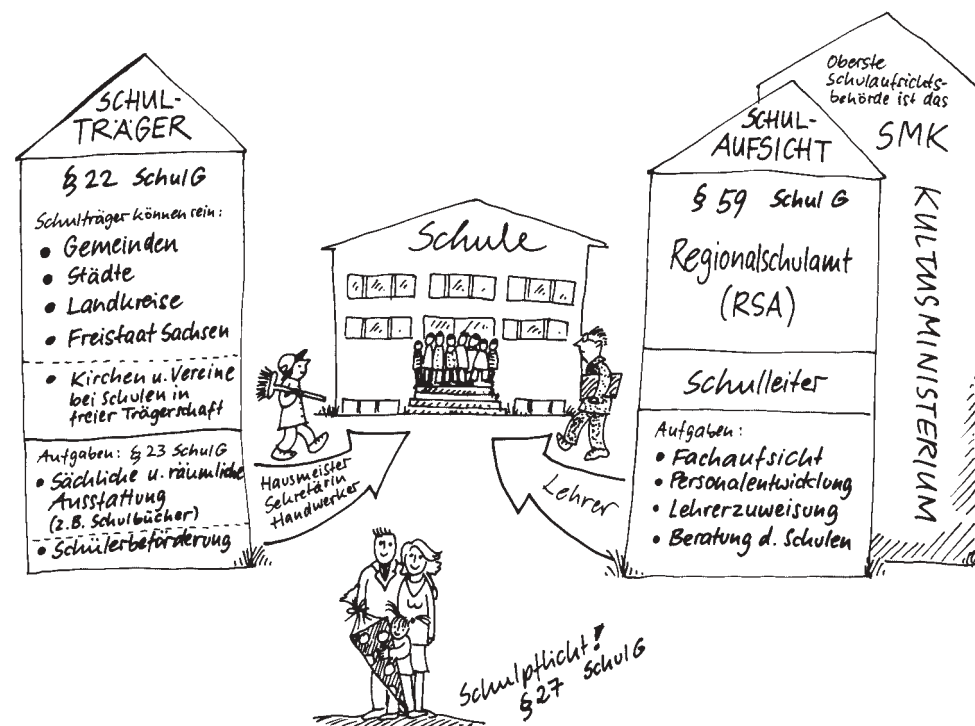 SCHUL-
TRÄGER
§ 22 SchulG
Schulträger können sein:
• Gemeinden
• Städte
• Landkreise
• Freistaat Sachsen
• Kirchen u. Vereine
bei Schulen in
freier Trägerschaft
Aufgaben: § 23 SchulG
• Sächliche u. räumliche
Ausstattung
(z.B. Schulbücher)
• Schülerbeförderung
Hausmeister
Sekretärin
Handwerker
Schule
Lehrer
Schulpflicht!
§ 27 SchulG
SCHUL-
AUFSICHT
§ 59 SchulG
Regionalschulamt
(RSA)
Schulleiter
Aufgaben:
• Fachaufsicht
• Personalentwicklung
• Lehrerzuweisung
• Beratung d. Schulen
Oberste
Schulaufsichts-
behörde ist das
SMK
KULTUSMINISTERIUM